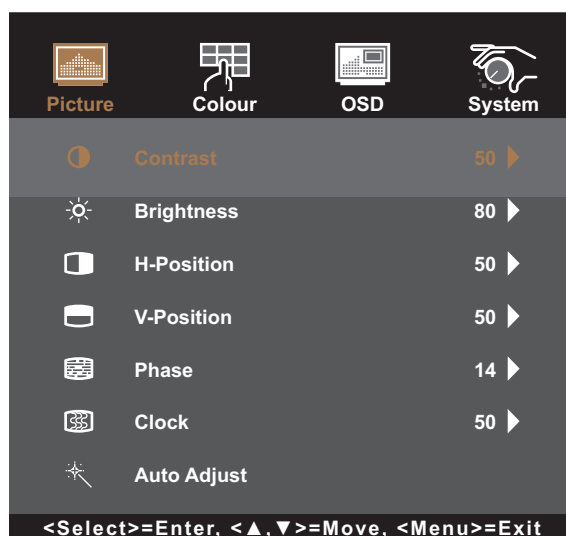 Picture Colour OSD System
Contrast 50
Brightness 80
H-Position 50
V-Position 50
Phase 14
Clock 50
Auto Adjust
<Select>=Enter, <▲,▼>=Move, <Menu>=Exit